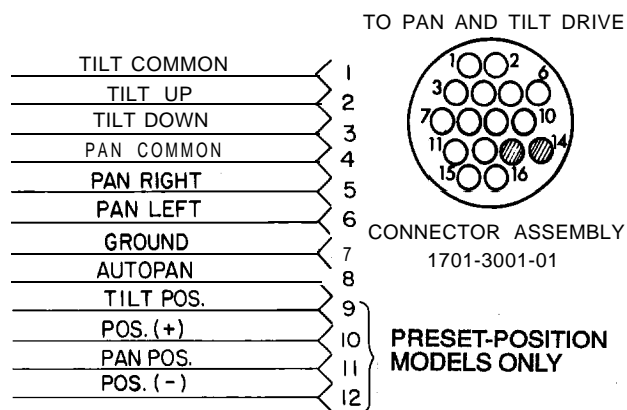 TO PAN AND TILT DRIVE
TILT COMMON 1
TILT UP 2
TILT DOWN 3
PAN COMMON 4
PAN RIGHT 5
PAN LEFT 6
GROUND 7
AUTOPAN 8
TILT POS. 9
POS. (+) 10
PAN POS. 11
POS. (-) 12
1 2
3 6
7 10
11 14
15 16
CONNECTOR ASSEMBLY
1701-3001-01
PRESET-POSITION
MODELS ONLY